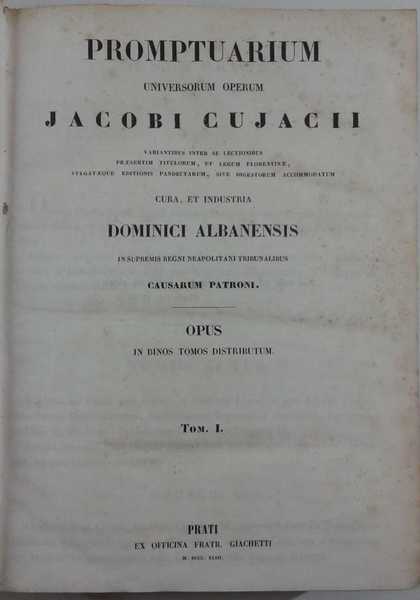 PROMPTUARIUM
UNIVERSORUM OPERUM
JACOBI CUJACII
VARIANTIBUS INTER SE LECTIONIBUS
PRÆSERTIM TITULORUM, ET LEGUM FLORENTINÆ,
VULGATÆQUE EDITIONIS PANDECTARUM, SIVE DIGESTORUM ACCOMMODATUM
CURA, ET INDUSTRIA
DOMINICI ALBANENSIS
IN SUPREMIS REGNI NEAPOLITANI TRIBUNALIBUS
CAUSARUM PATRONI.
OPUS
IN BINOS TOMOS DISTRIBUTUM.
TOM. I.
PRATI
EX OFFICINA FRATR. GIACHETTI